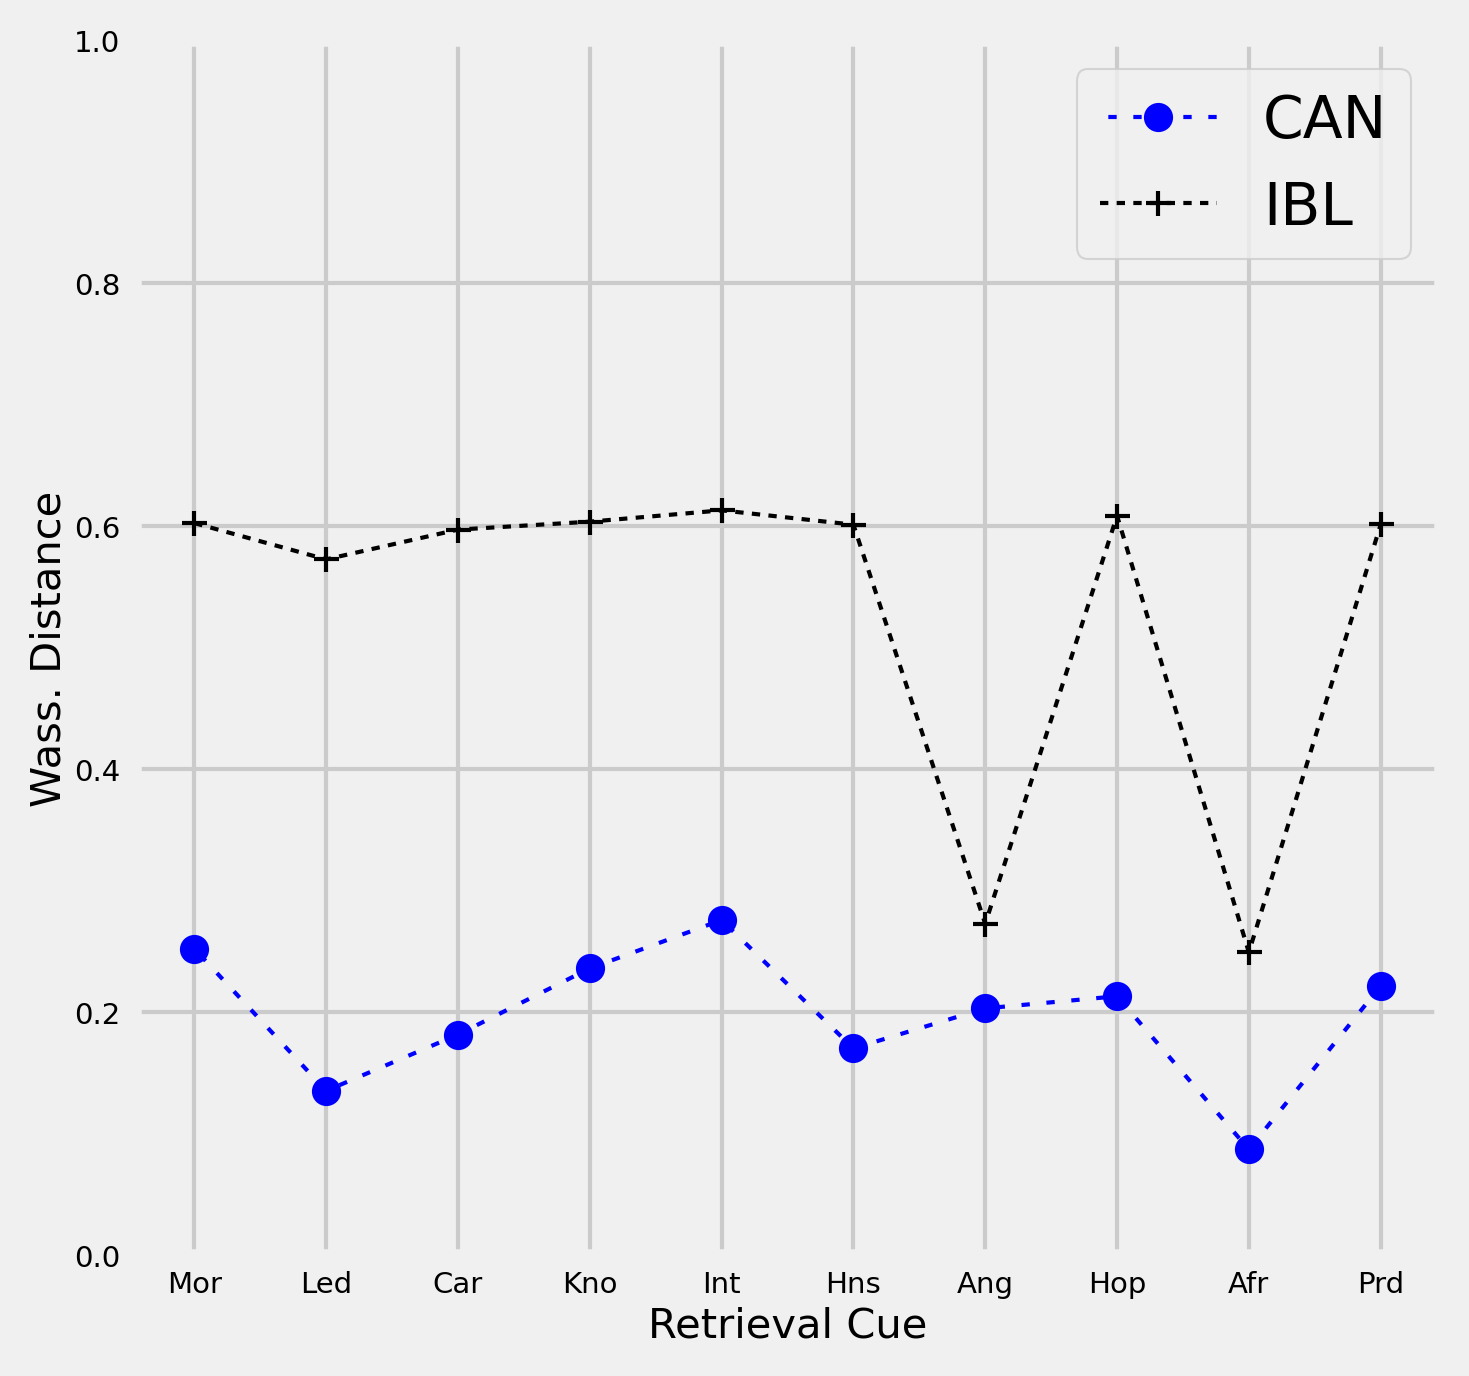 1.0
0.8
0.6
0.4
0.2
0.0
Wass. Distance
CAN
IBL
Mor Led Car Kno Int Hns Ang Hop Afr Prd
Retrieval Cue